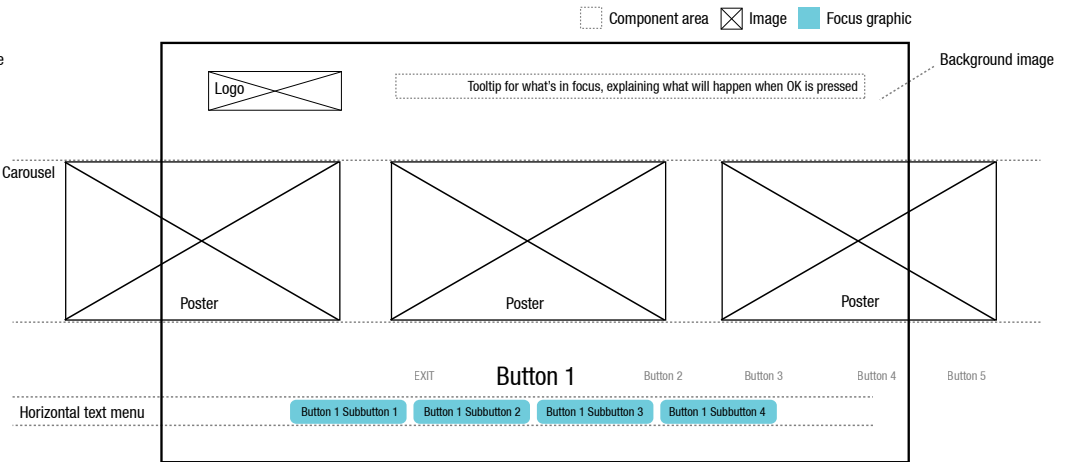 Component area
Image
Focus graphic
Background image
Logo
Tooltip for what's in focus, explaining what will happen when OK is pressed
Carousel
Poster
Poster
Poster
EXIT
Button 1
Button 2
Button 3
Button 4
Button 5
Horizontal text menu
Button 1 Subbutton 1
Button 1 Subbutton 2
Button 1 Subbutton 3
Button 1 Subbutton 4